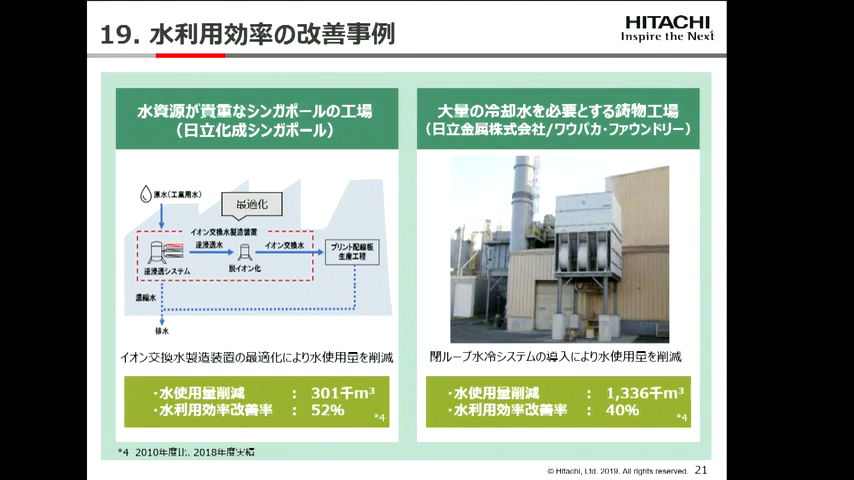 19. 水利用効率の改善事例
HITACHI
Inspire the Next
水資源が貴重なシンガポールの工場
(日立化成シンガポール)
大量の冷却水を必要とする鋳物工場
(日立金属株式会社/ワウパカ・ファウンドリー)
原水(工業用水)
最適化
イオン交換水製造装置
逆浸透水
イオン交換水
プリント配線板
生産工程
逆浸透システム
脱イオン化
濃縮水
排水
イオン交換水製造装置の最適化により水使用量を削減
閉ループ水冷システムの導入により水使用量を削減
・水使用量削減 : 301千m³
・水利用効率改善率 : 52% *4
・水使用量削減 : 1,336千m³
・水利用効率改善率 : 40% *4
*4 2010年度比、2018年度実績
© Hitachi, Ltd. 2019. All rights reserved. 21